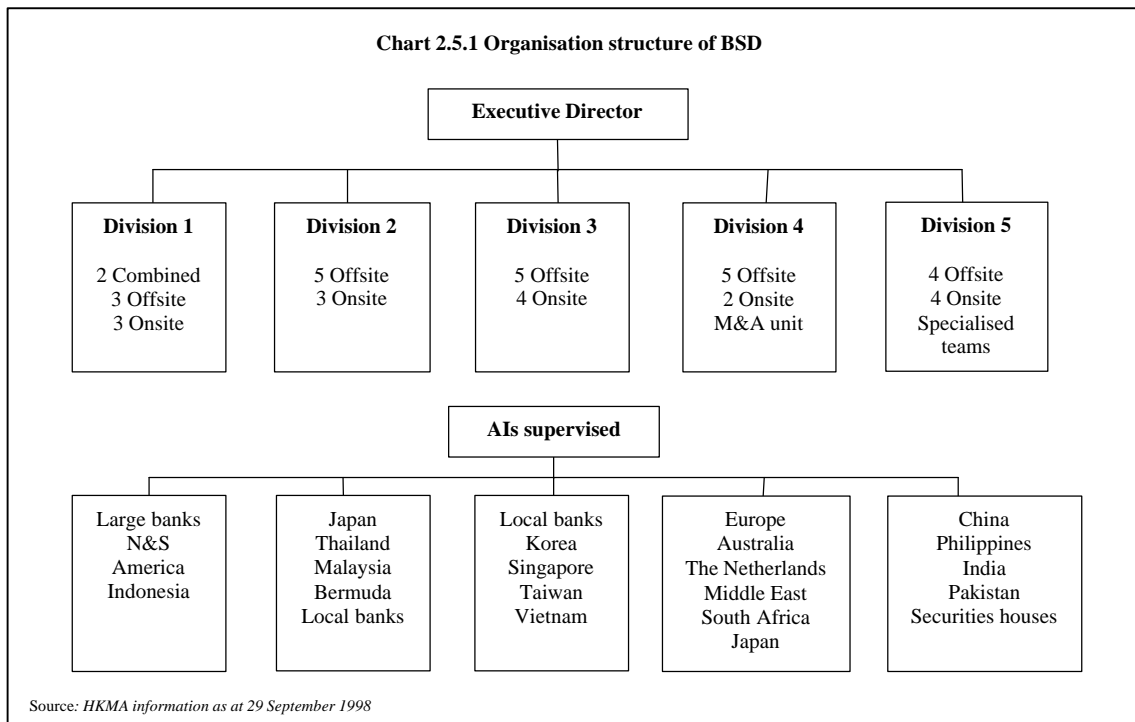 Chart 2.5.1 Organisation structure of BSD
Executive Director
Division 1
2 Combined
3 Offsite
3 Onsite
Division 2
5 Offsite
3 Onsite
Division 3
5 Offsite
4 Onsite
Division 4
5 Offsite
2 Onsite
M&A unit
Division 5
4 Offsite
4 Onsite
Specialised
teams
AIs supervised
Large banks
N&S
America
Indonesia
Japan
Thailand
Malaysia
Bermuda
Local banks
Local banks
Korea
Singapore
Taiwan
Vietnam
Europe
Australia
The Netherlands
Middle East
South Africa
Japan
China
Philippines
India
Pakistan
Securities houses
Source: HKMA information as at 29 September 1998